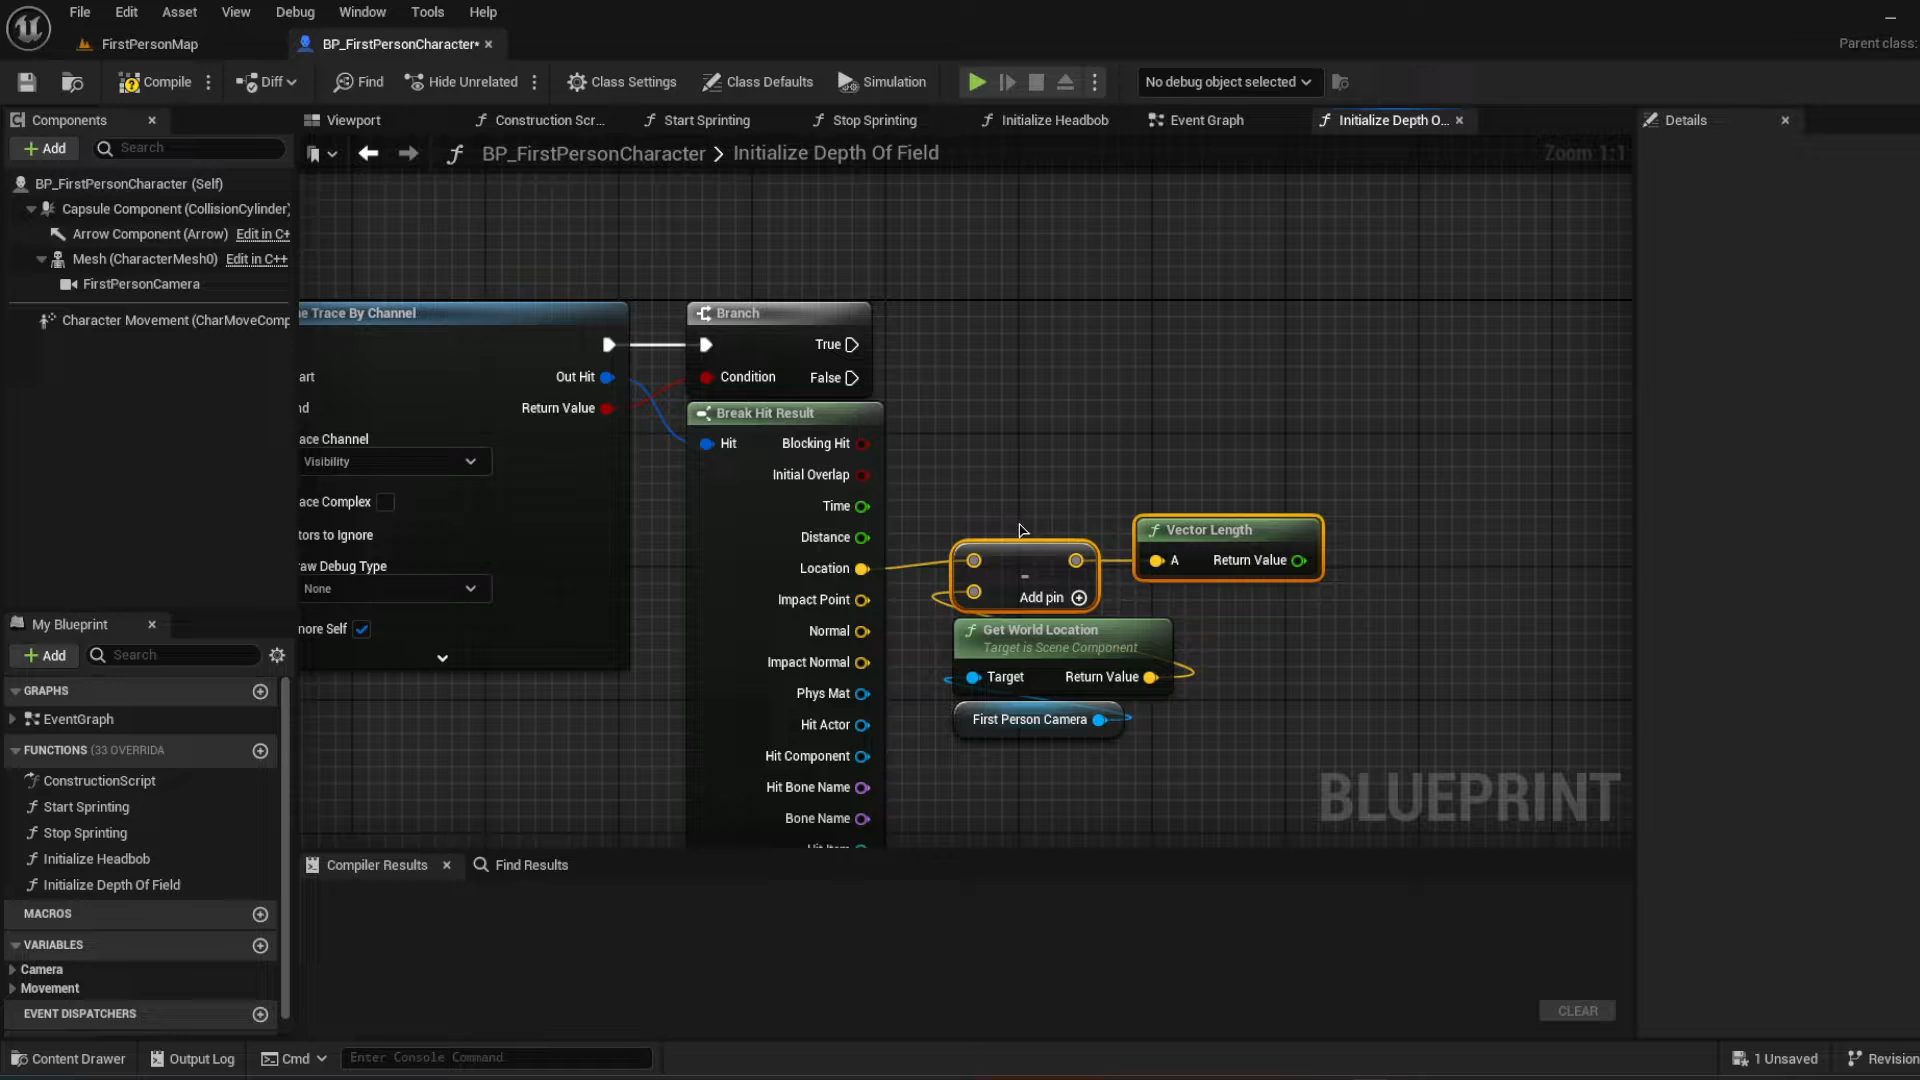 File Edit Asset View Debug Window Tools Help
FirstPersonMap
BP_FirstPersonCharacter*
Parent class:
Compile
Diff
Find
Hide Unrelated
Class Settings
Class Defaults
Simulation
No debug object selected
Components
Add
Search
BP_FirstPersonCharacter (Self)
Capsule Component (CollisionCylinder)
Arrow Component (Arrow) Edit in C+
Mesh (CharacterMesh0) Edit in C++
FirstPersonCamera
Character Movement (CharMoveComp
Viewport
Construction Scr...
Start Sprinting
Stop Sprinting
Initialize Headbob
Event Graph
Initialize Depth O...
Details
BP_FirstPersonCharacter > Initialize Depth Of Field
Zoom 1:1
e Trace By Channel
art
Out Hit
nd
Return Value
ace Channel
Visibility
ace Complex
tors to Ignore
raw Debug Type
None
nore Self
Branch
True
Condition
False
Break Hit Result
Hit
Blocking Hit
Initial Overlap
Time
Distance
Location
Impact Point
Normal
Impact Normal
Phys Mat
Hit Actor
Hit Component
Hit Bone Name
Bone Name
Hit Item
-
Add pin
Vector Length
A
Return Value
Get World Location
Target is Scene Component
Target
Return Value
First Person Camera
BLUEPRINT
My Blueprint
Add
Search
GRAPHS
EventGraph
FUNCTIONS (33 OVERRIDA
ConstructionScript
Start Sprinting
Stop Sprinting
Initialize Headbob
Initialize Depth Of Field
MACROS
VARIABLES
Camera
Movement
EVENT DISPATCHERS
Compiler Results
Find Results
CLEAR
Content Drawer
Output Log
Cmd
Enter Console Command
1 Unsaved
Revision